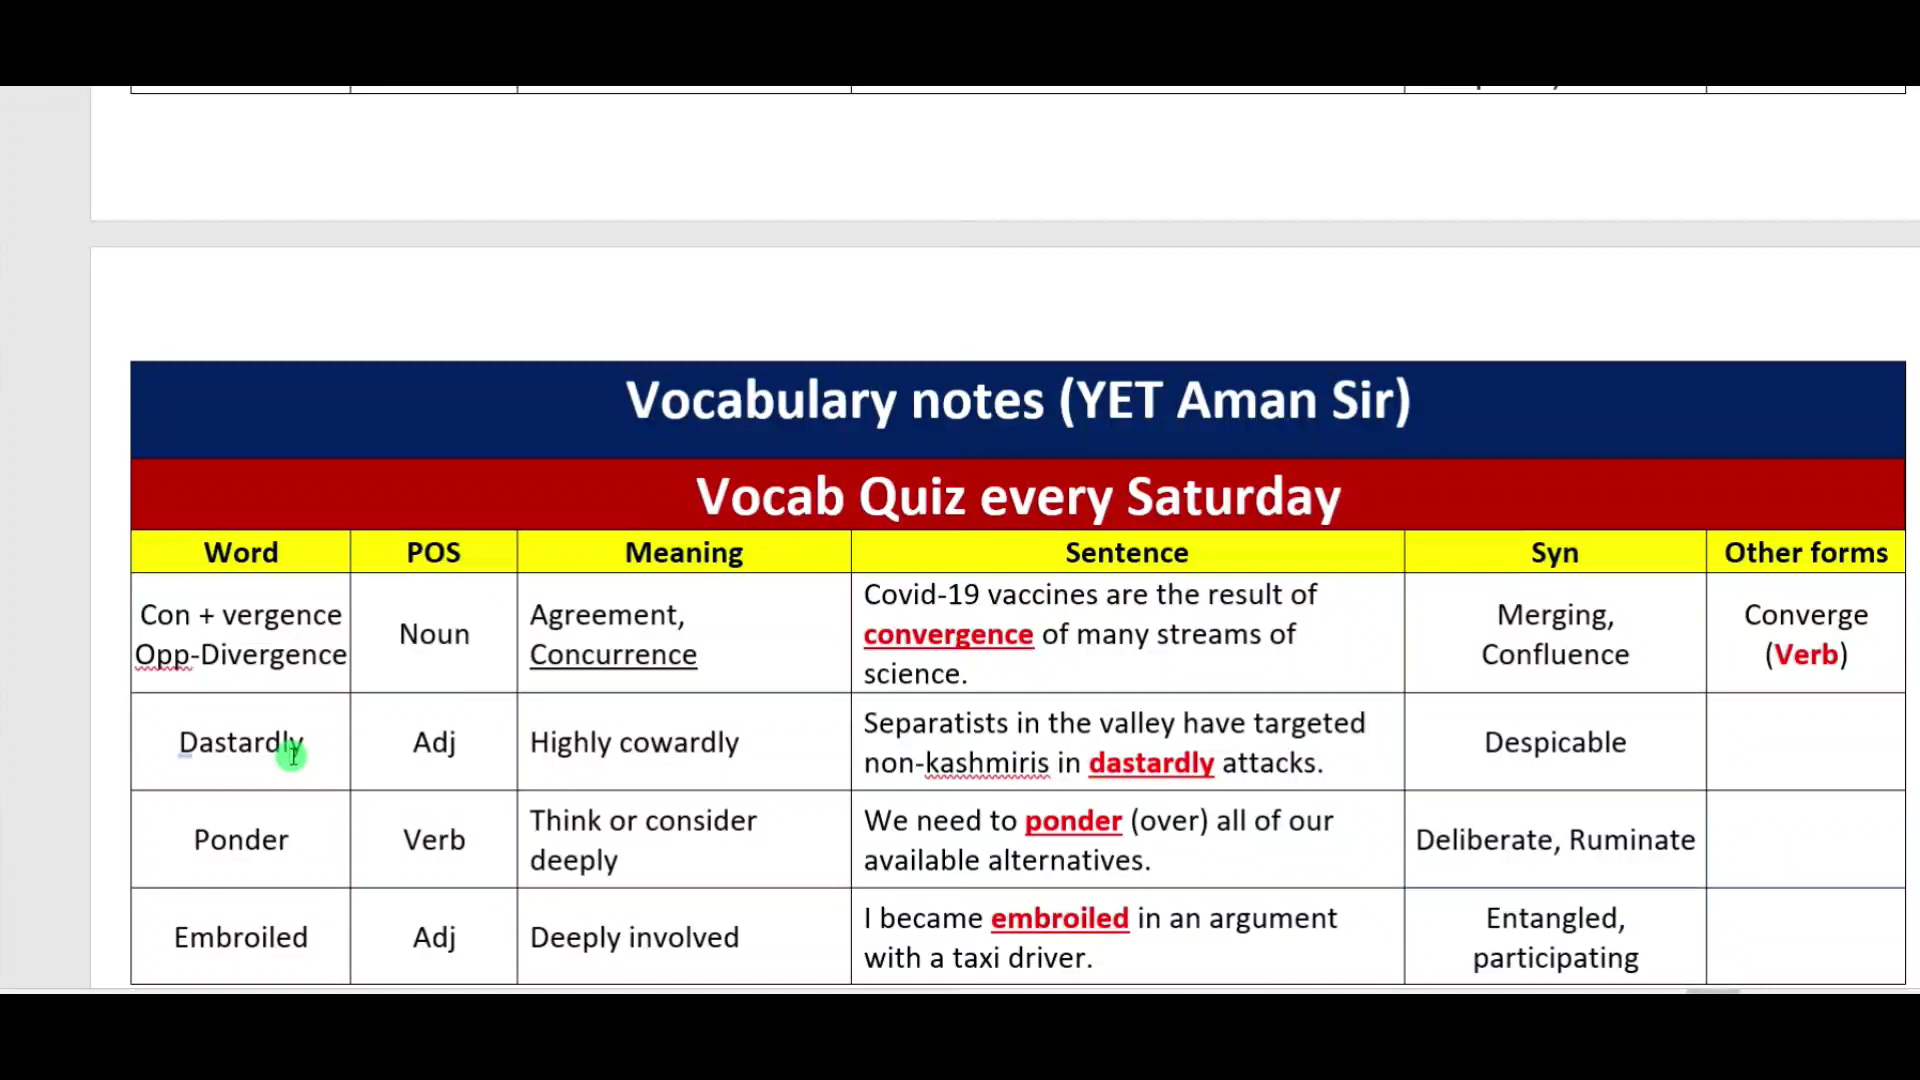 Vocabulary notes (YET Aman Sir)
Vocab Quiz every Saturday
Word POS Meaning Sentence Syn Other forms
Con + vergence
Opp-Divergence
Noun
Agreement,
Concurrence
Covid-19 vaccines are the result of
convergence of many streams of
science.
Merging,
Confluence
Converge
(Verb)
Dastardly
Adj
Highly cowardly
Separatists in the valley have targeted
non-kashmiris in dastardly attacks.
Despicable
Ponder
Verb
Think or consider
deeply
We need to ponder (over) all of our
available alternatives.
Deliberate, Ruminate
Embroiled
Adj
Deeply involved
I became embroiled in an argument
with a taxi driver.
Entangled,
participating